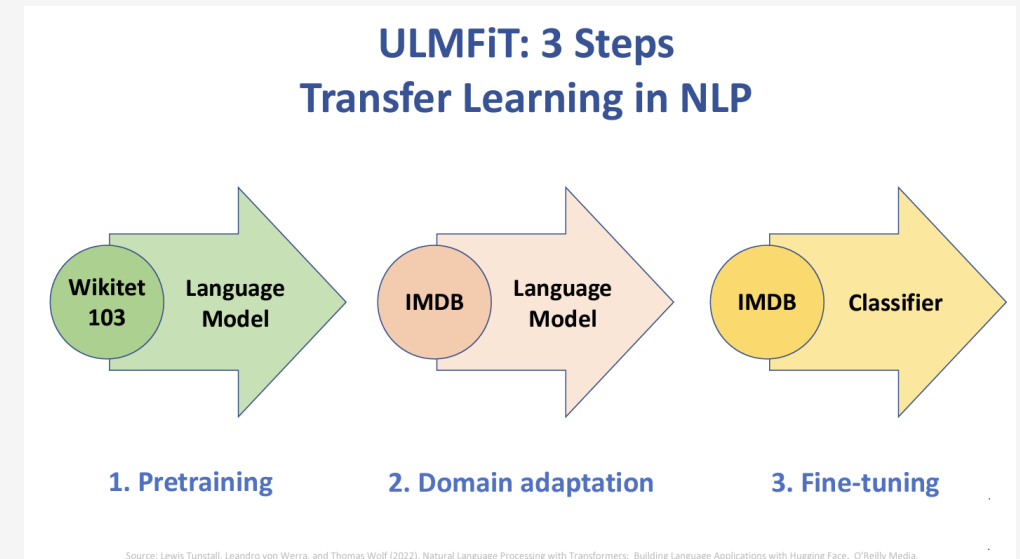 ULMFiT: 3 Steps
Transfer Learning in NLP
Wikitet
103
Language
Model
IMDB
Language
Model
IMDB
Classifier
1. Pretraining
2. Domain adaptation
3. Fine-tuning
Source: Lewis Tunstall, Leandro von Werra, and Thomas Wolf (2022), Natural Language Processing with Transformers: Building Language Applications with Hugging Face, O'Reilly Media.